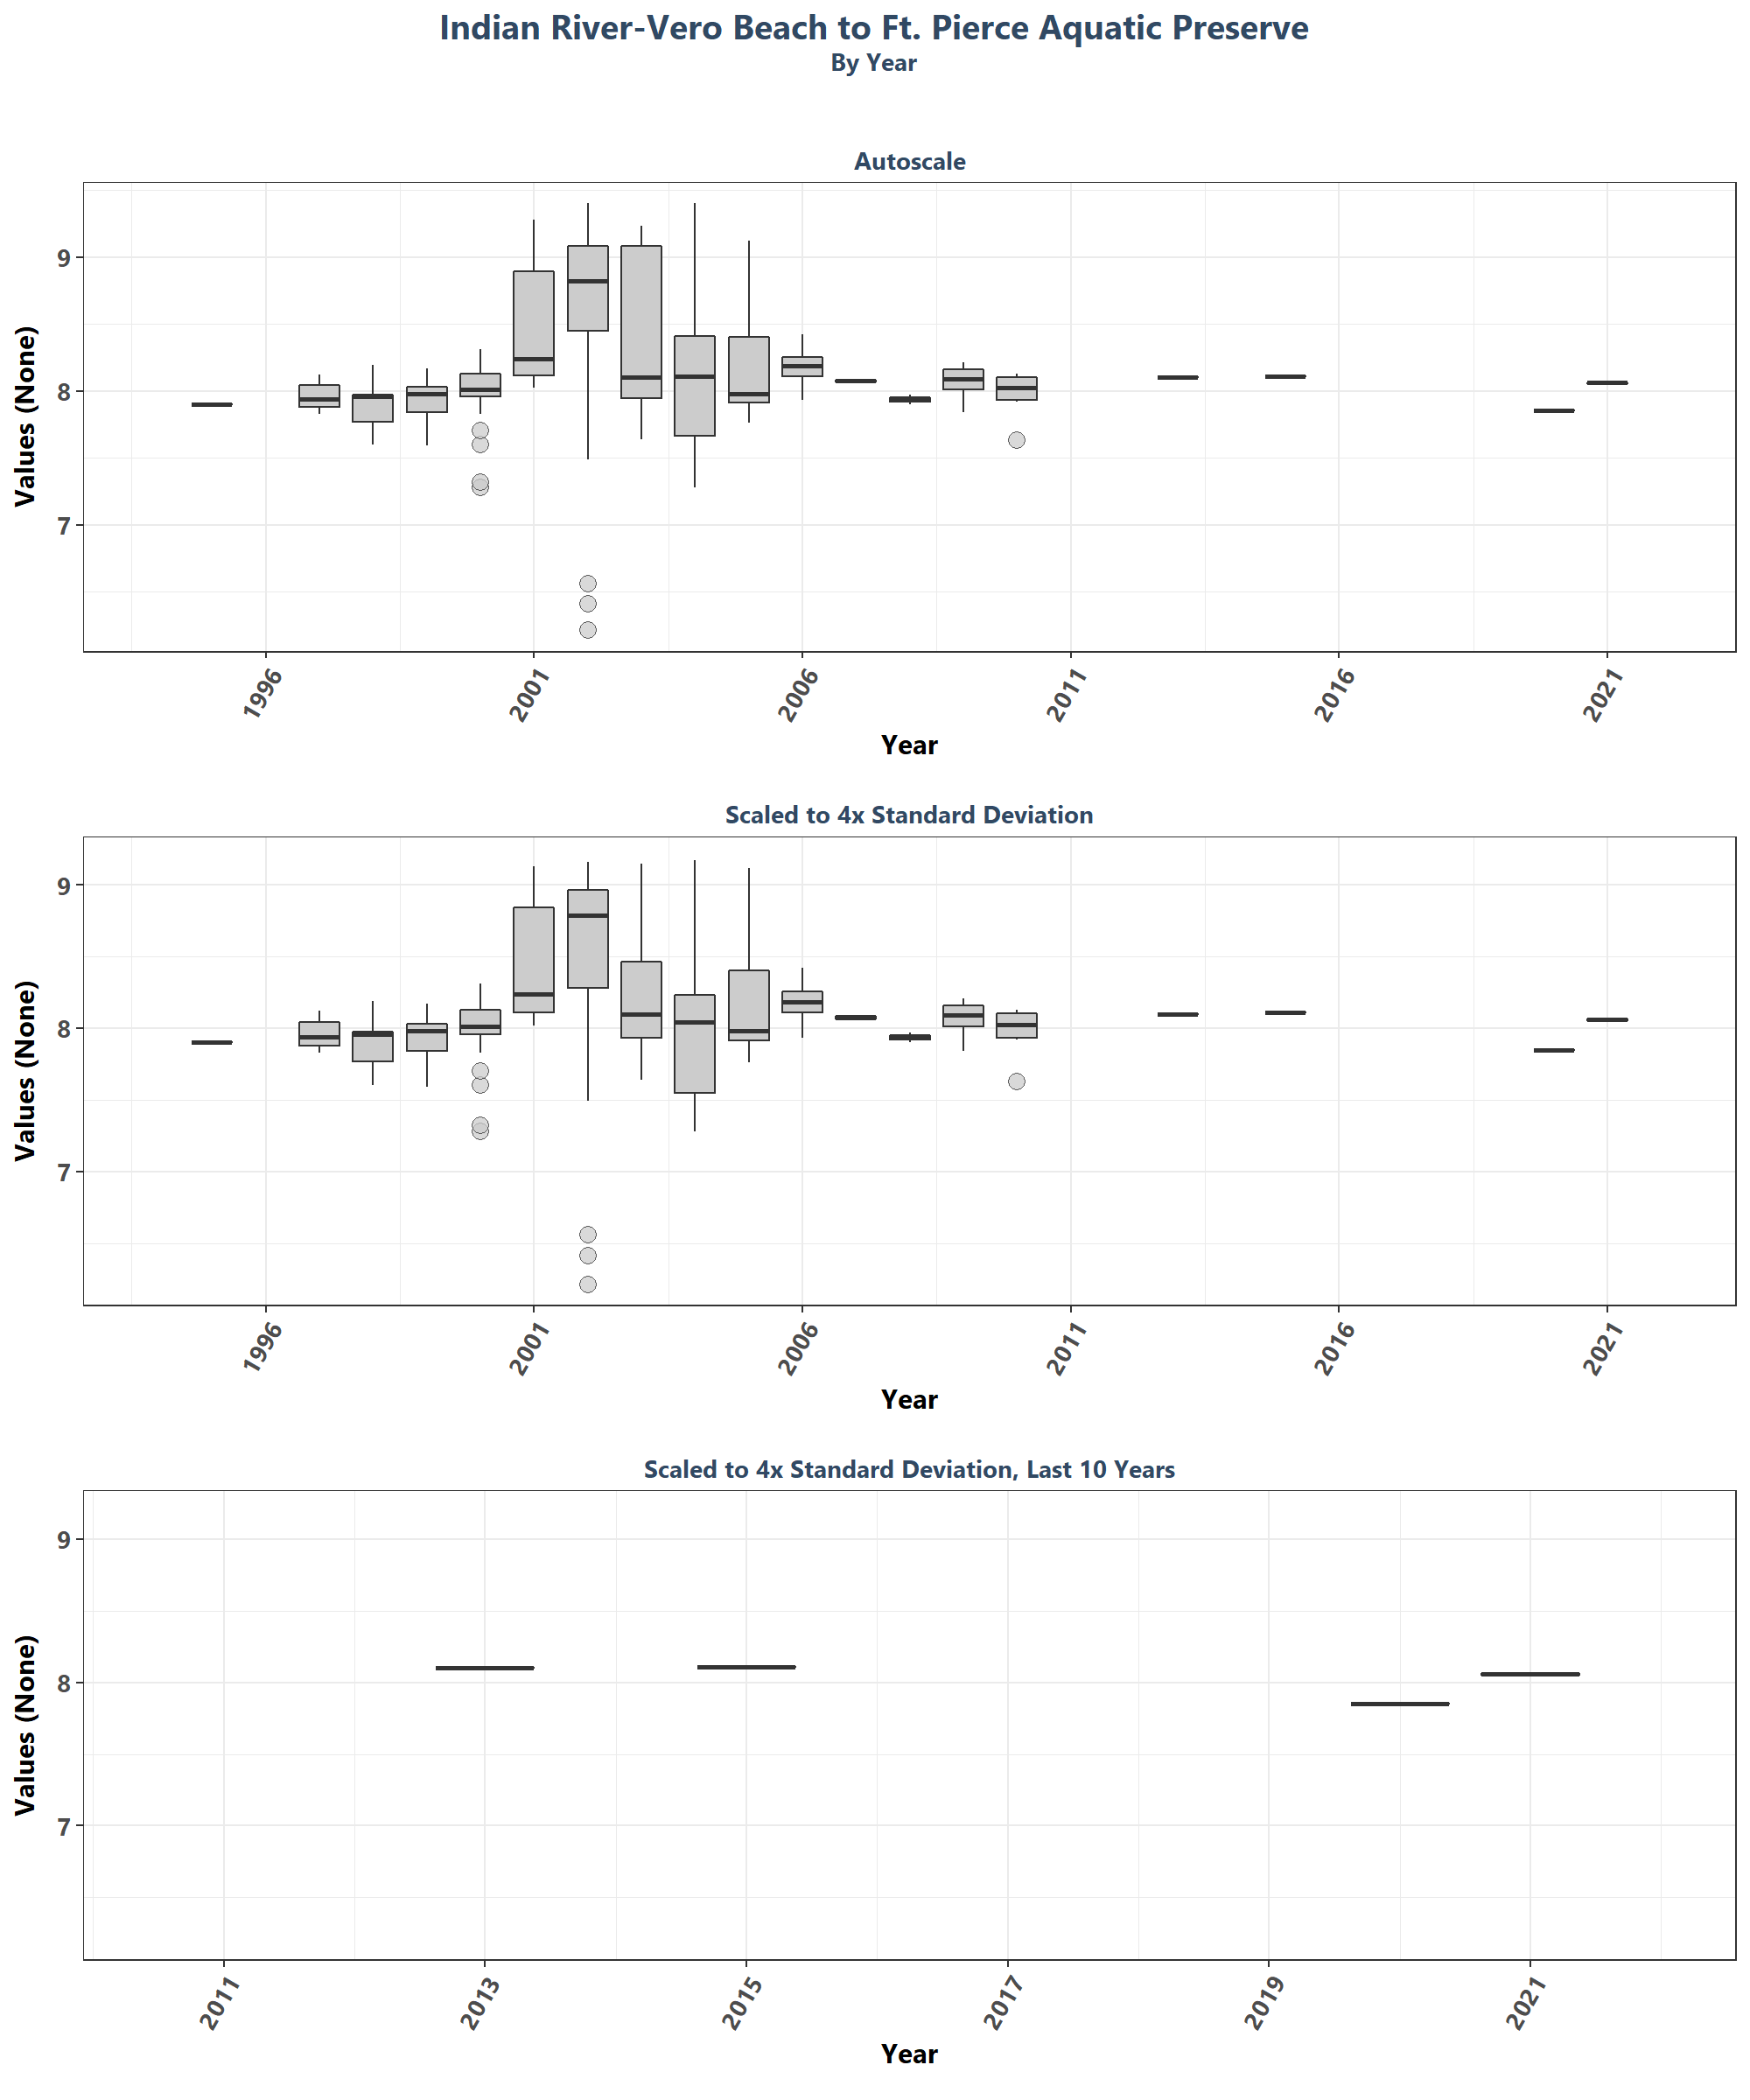 Indian River-Vero Beach to Ft. Pierce Aquatic Preserve
By Year
Autoscale
Values (None)
9
8
7
1996
2001
2006
2011
2016
2021
Year
Scaled to 4x Standard Deviation
Values (None)
9
8
7
1996
2001
2006
2011
2016
2021
Year
Scaled to 4x Standard Deviation, Last 10 Years
Values (None)
9
8
7
2011
2013
2015
2017
2019
2021
Year